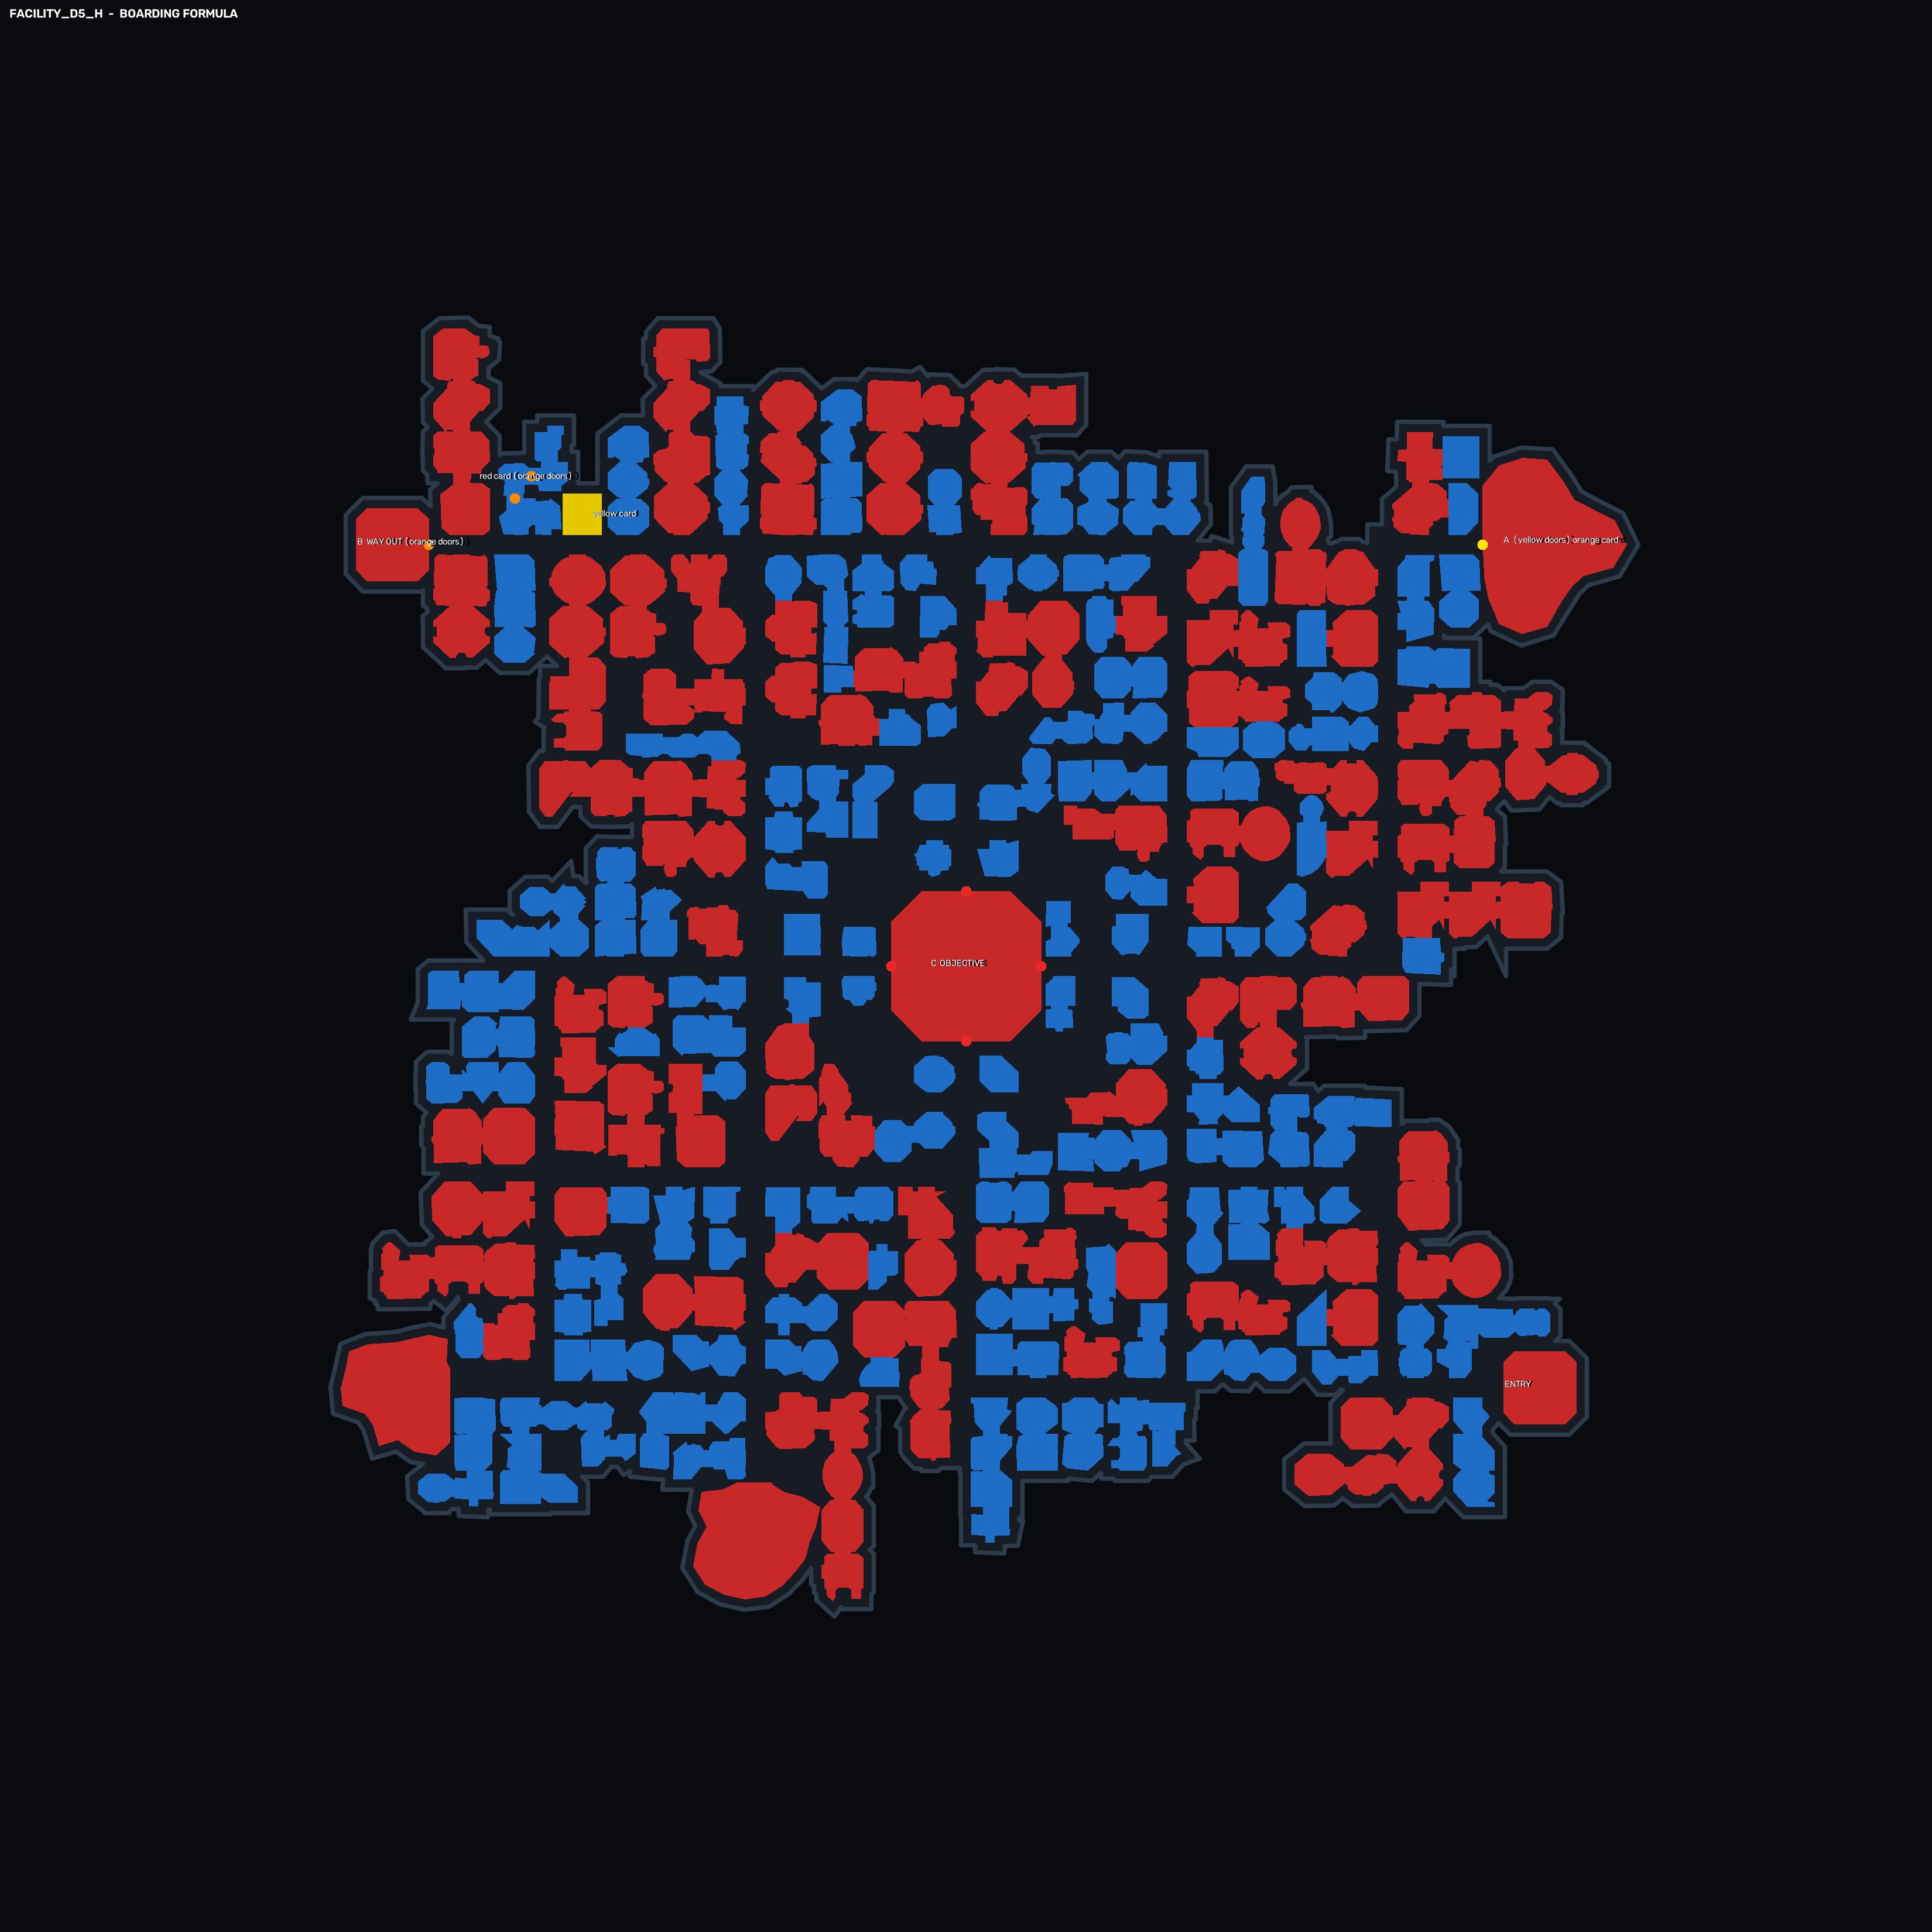 FACILITY_D5_H - BOARDING FORMULA
red card (orange doors)
yellow card
B WAY OUT (orange doors)
A (yellow doors) orange card
C OBJECTIVE
ENTRY